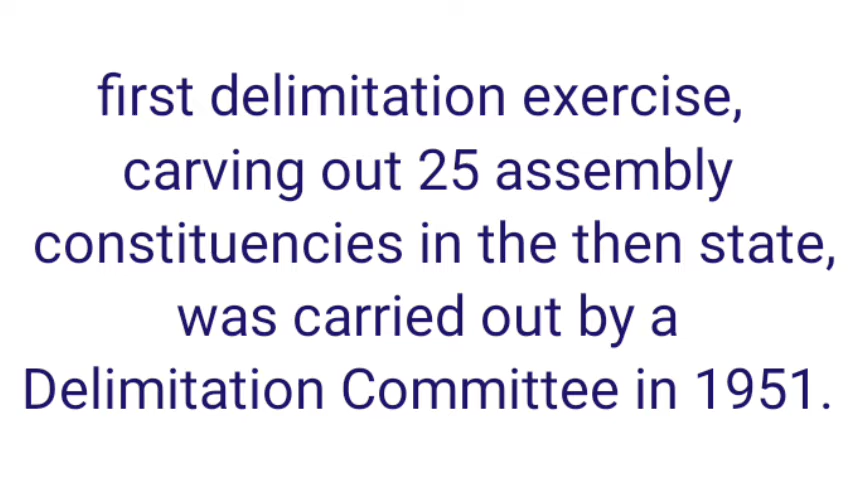 first delimitation exercise,
carving out 25 assembly
constituencies in the then state,
was carried out by a
Delimitation Committee in 1951.